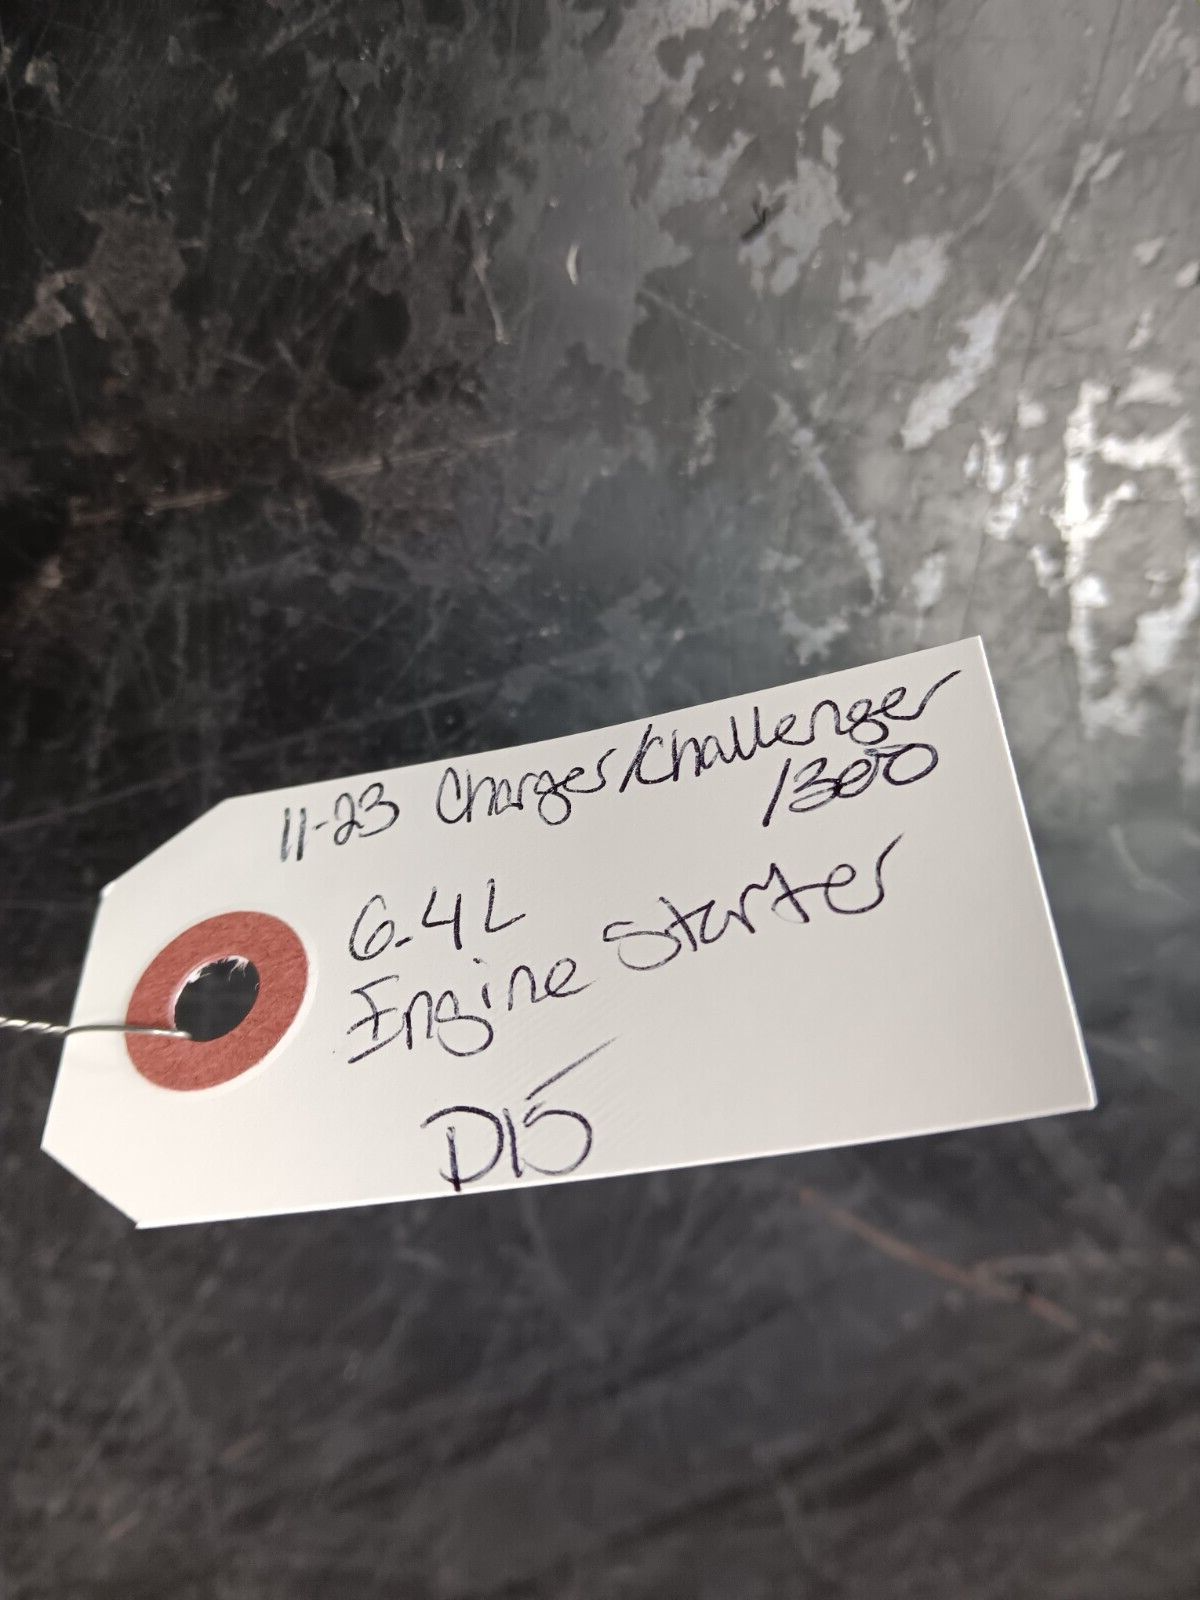 11-23 Charger/Challenger
1300
6.4L
Engine Starter
D15